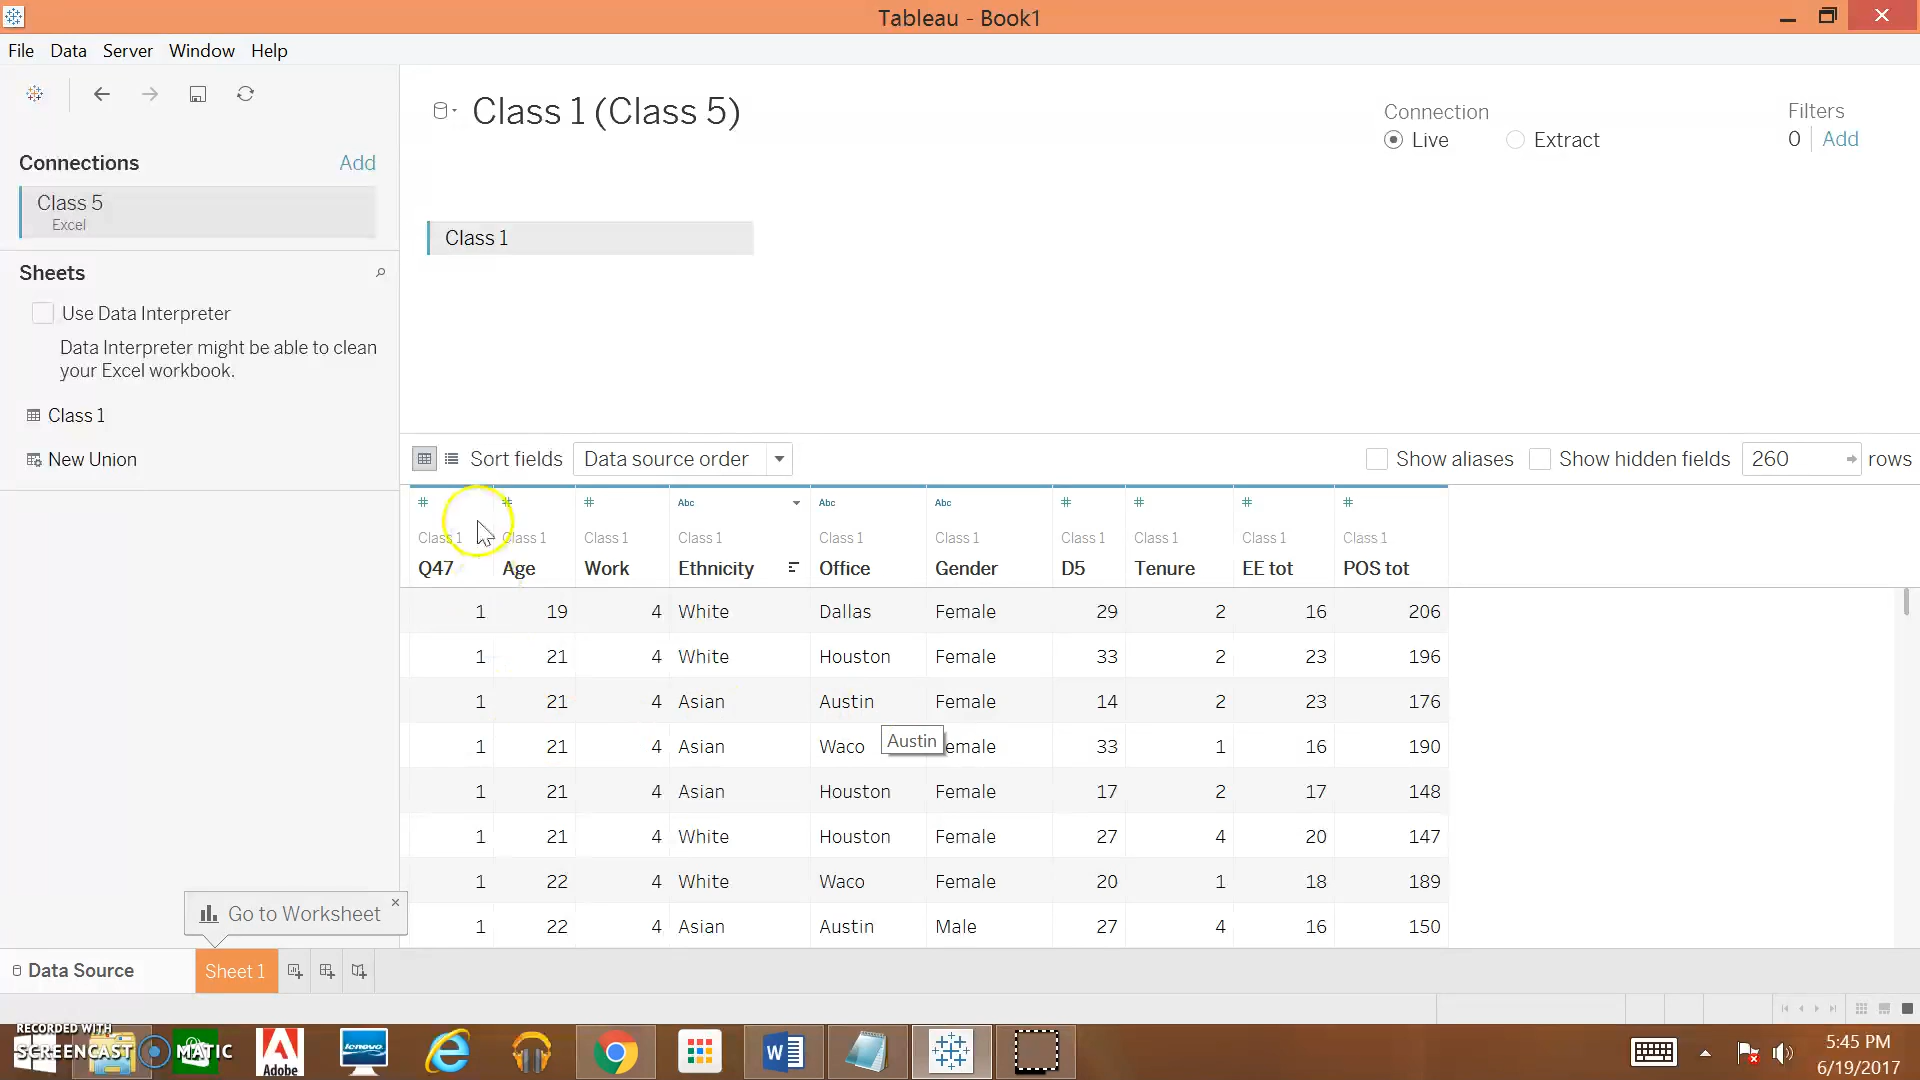 Tableau - Book1
File Data Server Window Help
Connections Add
Class 5
Excel
Sheets
Use Data Interpreter
Data Interpreter might be able to clean
your Excel workbook.
Class 1
New Union
Class 1 (Class 5)
Connection
Live Extract
Filters
0 Add
Class 1
Sort fields Data source order Show aliases Show hidden fields 260 rows
# # # Abc Abc Abc # # # #
Class 1 Class 1 Class 1 Class 1 Class 1 Class 1 Class 1 Class 1 Class 1 Class 1
Q47 Age Work Ethnicity Office Gender D5 Tenure EE tot POS tot
1 19 4 White Dallas Female 29 2 16 206
1 21 4 White Houston Female 33 2 23 196
1 21 4 Asian Austin Female 14 2 23 176
1 21 4 Asian Waco Female 33 1 16 190
Austin
1 21 4 Asian Houston Female 17 2 17 148
1 21 4 White Houston Female 27 4 20 147
1 22 4 White Waco Female 20 1 18 189
1 22 4 Asian Austin Male 27 4 16 150
Go to Worksheet
Data Source Sheet 1
RECORDED WITH
SCREENCAST MATIC
Adobe
lenovo
W
5:45 PM
6/19/2017